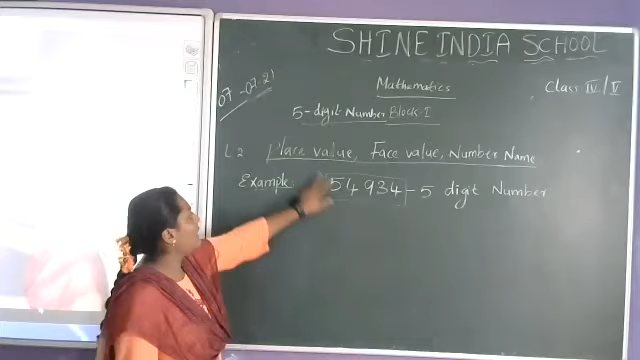 SHINE INDIA SCHOOL
Mathematics
Class IV/V
07-07-21
5-digit Number Block-I
L 2 Place value, Face value, Number Name
Example 54934 - 5 digit Number